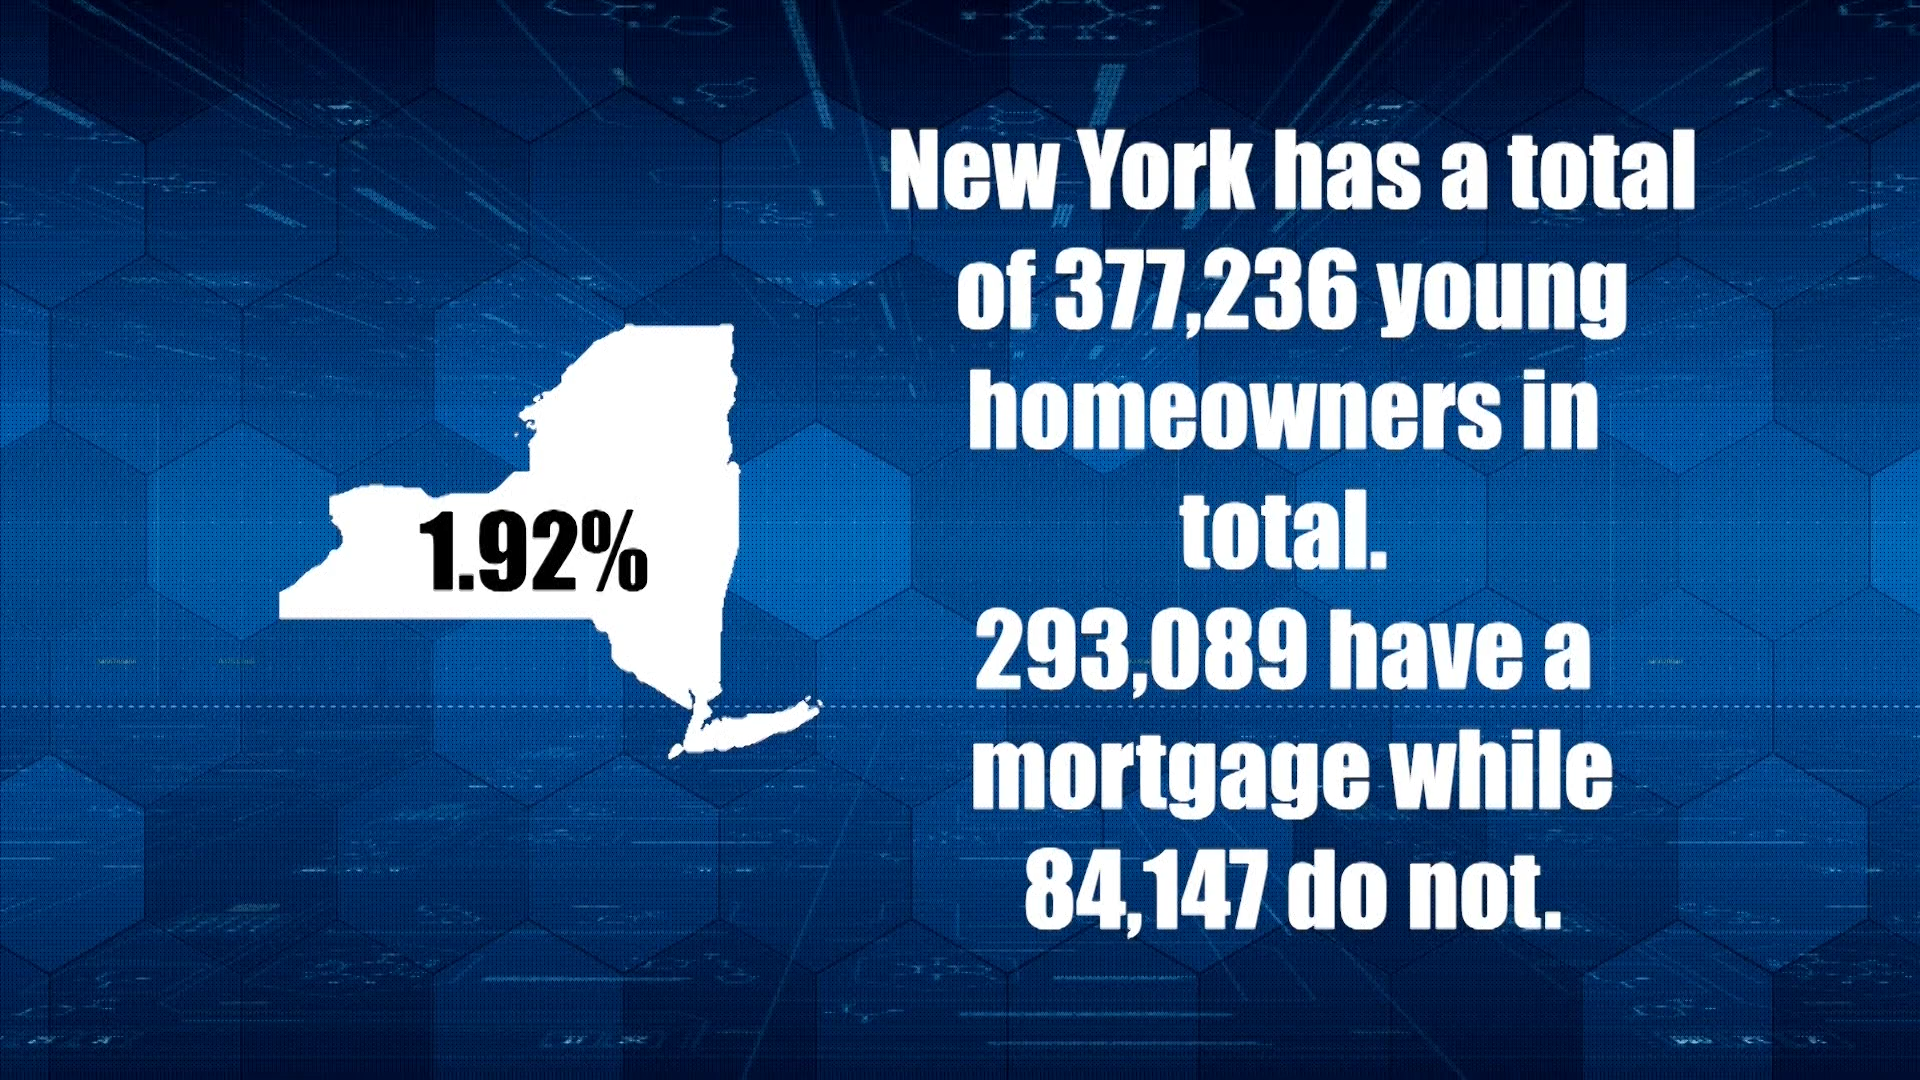 1.92%
New York has a total
of 377,236 young
homeowners in
total.
293,089 have a
mortgage while
84,147 do not.